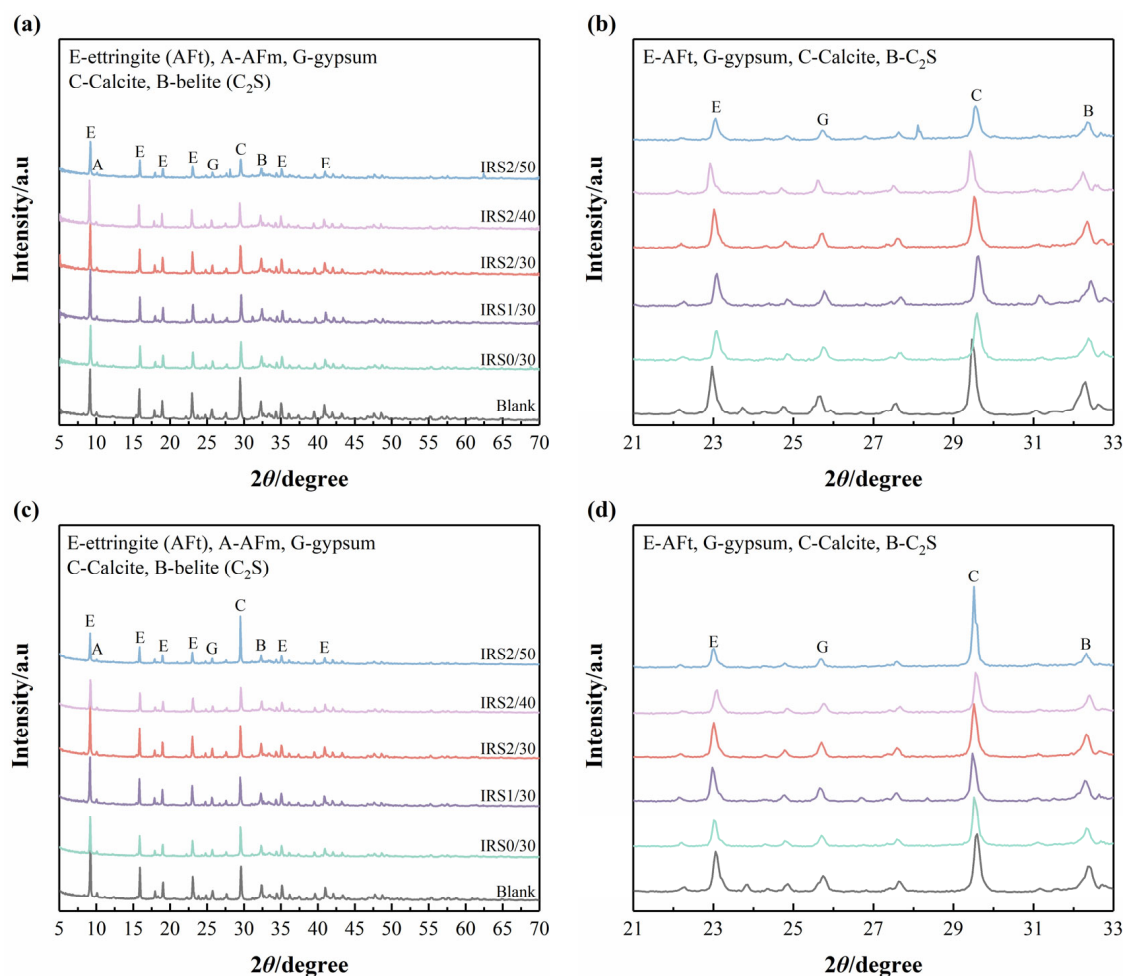 (a)
E-ettringite (AFt), A-AFm, G-gypsum
C-Calcite, B-belite (C₂S)
E
A
E
E
E
G
C
B
E
E
IRS2/50
IRS2/40
IRS2/30
IRS1/30
IRS0/30
Blank
Intensity/a.u
5 10 15 20 25 30 35 40 45 50 55 60 65 70
2θ/degree
(b)
E-AFt, G-gypsum, C-Calcite, B-C₂S
E
G
C
B
Intensity/a.u
21 23 25 27 29 31 33
2θ/degree
(c)
E-ettringite (AFt), A-AFm, G-gypsum
C-Calcite, B-belite (C₂S)
E
A
E
E
E
G
C
B
E
E
IRS2/50
IRS2/40
IRS2/30
IRS1/30
IRS0/30
Blank
Intensity/a.u
5 10 15 20 25 30 35 40 45 50 55 60 65 70
2θ/degree
(d)
E-AFt, G-gypsum, C-Calcite, B-C₂S
E
G
C
B
Intensity/a.u
21 23 25 27 29 31 33
2θ/degree